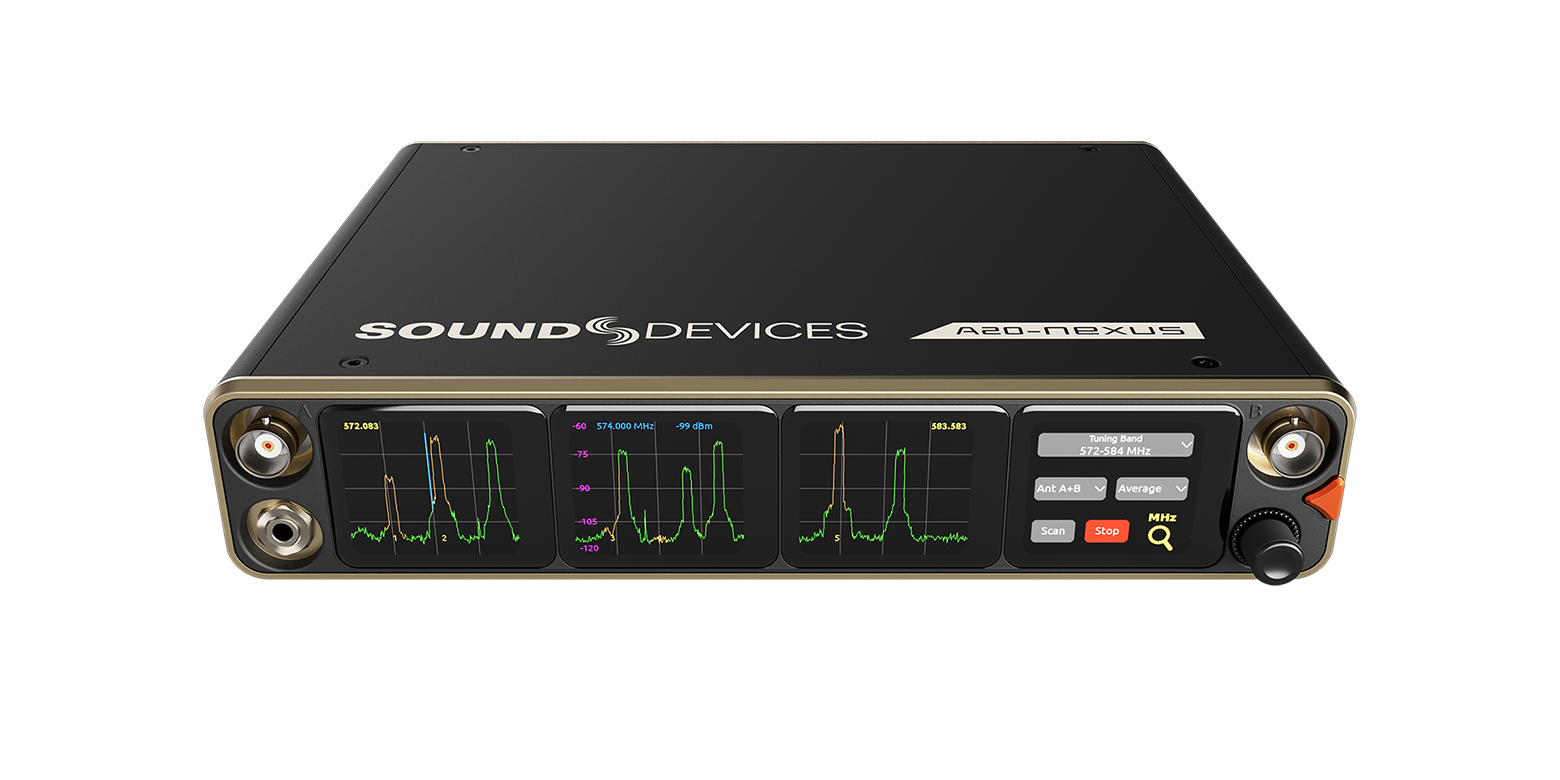 SOUND DEVICES
A20-nexus
A
B
572.083
1
2
-60 574.000 MHz -99 dBm
-75
-90
-105
-120
3
583.583
5
Tuning Band
572-584 MHz
Ant A+B
Average
Scan
Stop
MHz